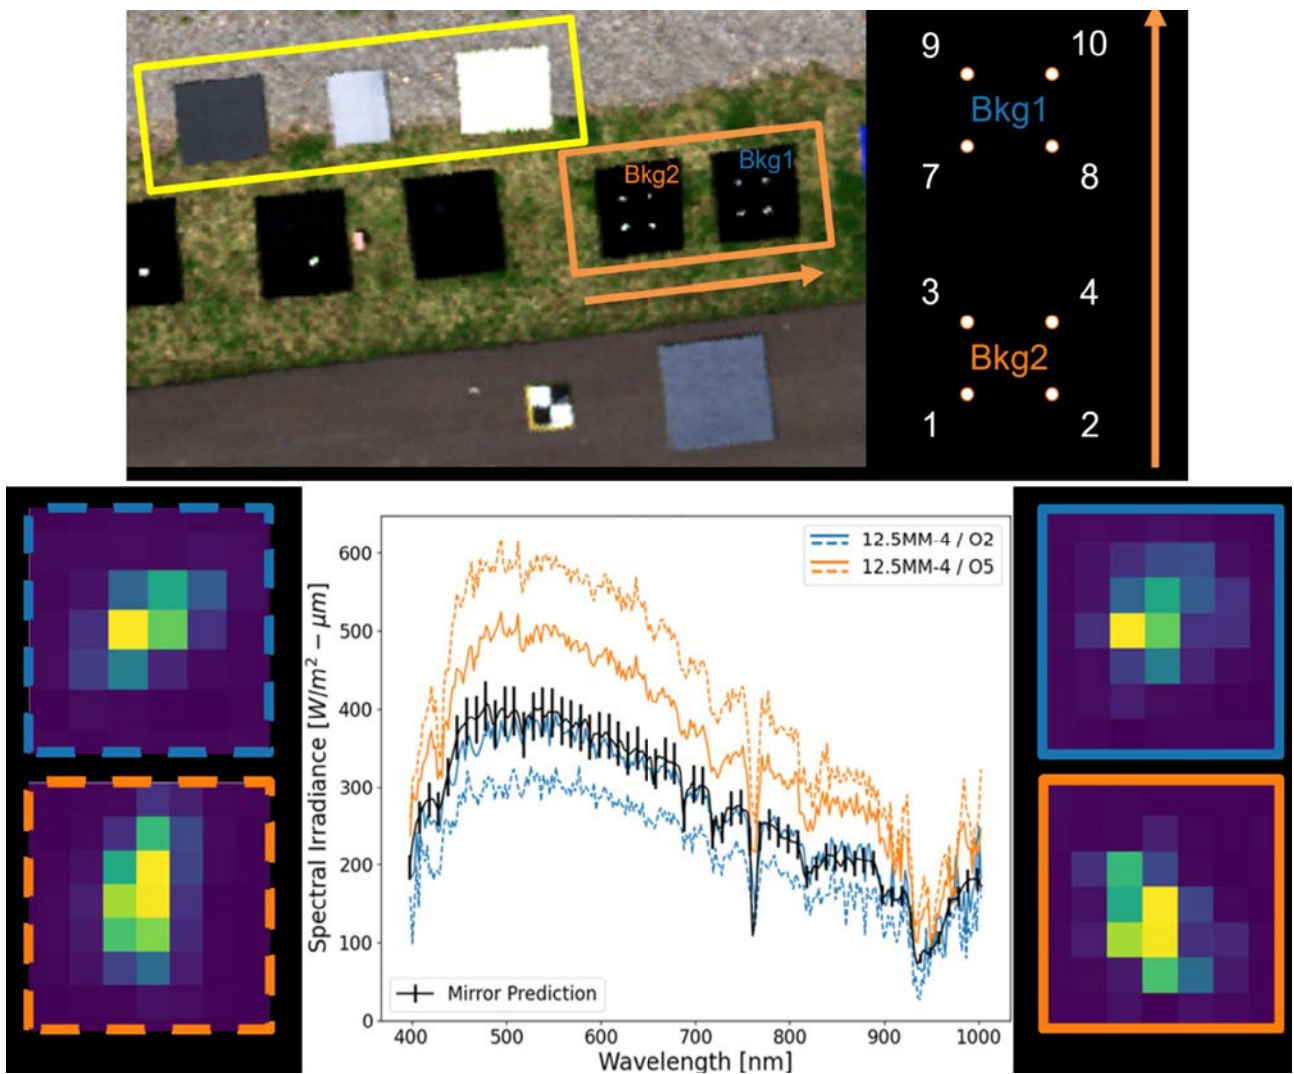 Bkg2
Bkg1
9
10
Bkg1
7
8
3
4
Bkg2
1
2
Spectral Irradiance [W/m² − μm]
600
500
400
300
200
100
0
12.5MM-4 / O2
12.5MM-4 / O5
Mirror Prediction
400
500
600
700
800
900
1000
Wavelength [nm]